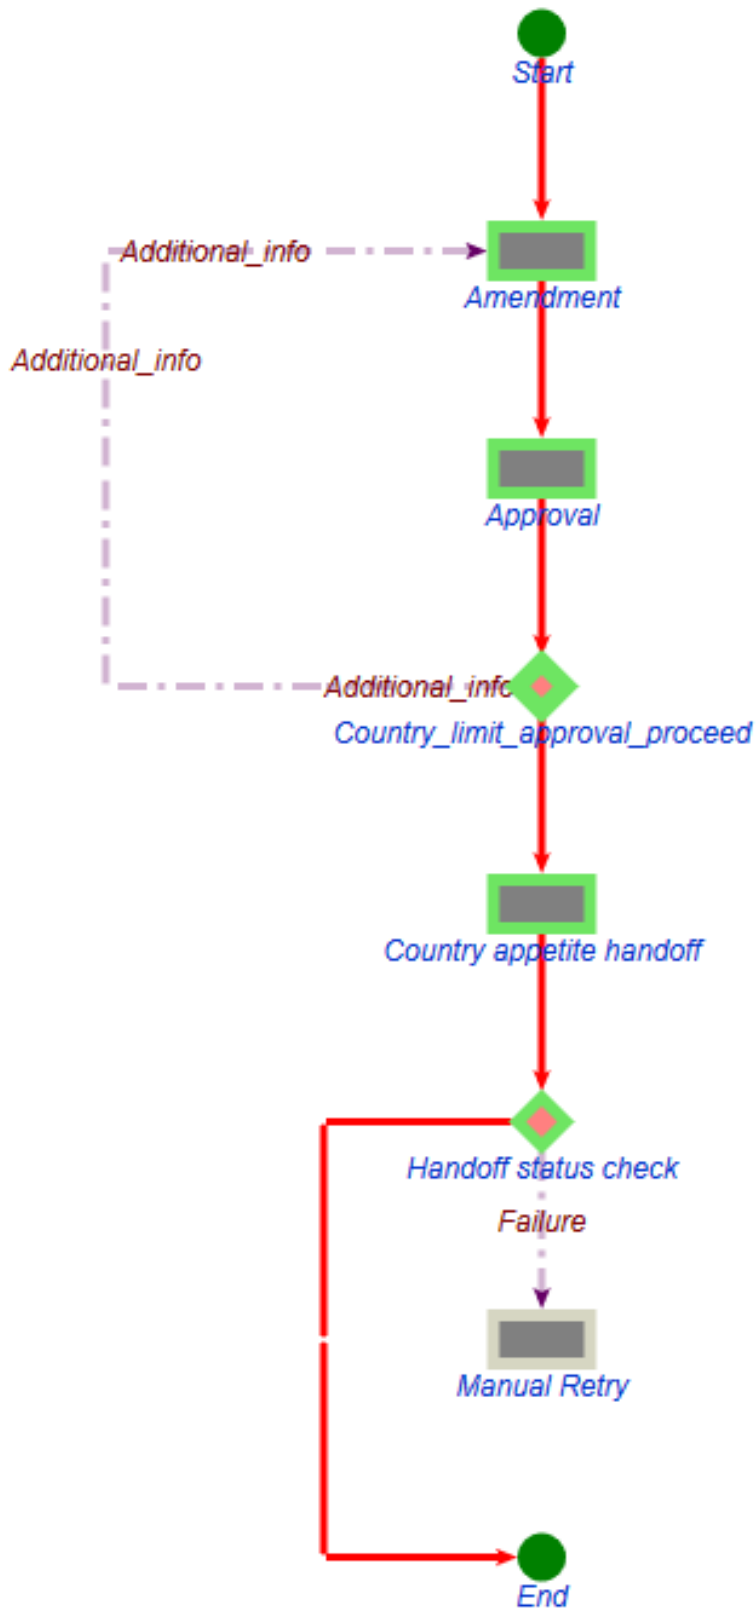 Start
Additional_info
Amendment
Additional_info
Approval
Additional_info
Country_limit_approval_proceed
Country appetite handoff
Handoff status check
Failure
Manual Retry
End